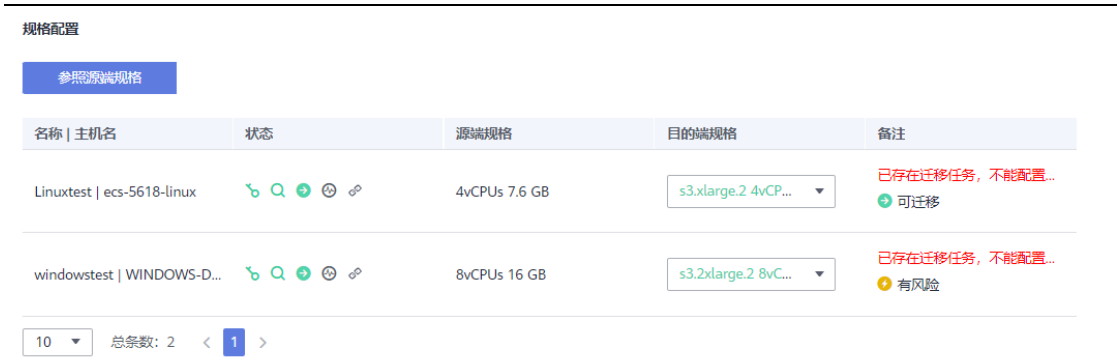 规格配置
参照源端规格
名称 | 主机名 状态 源端规格 目的端规格 备注
Linuxtest | ecs-5618-linux 4vCPUs 7.6 GB s3.xlarge.2 4vCP... 已存在迁移任务，不能配置...
可迁移
windowstest | WINDOWS-D... 8vCPUs 16 GB s3.2xlarge.2 8vC... 已存在迁移任务，不能配置...
有风险
10 总条数：2 < 1 >